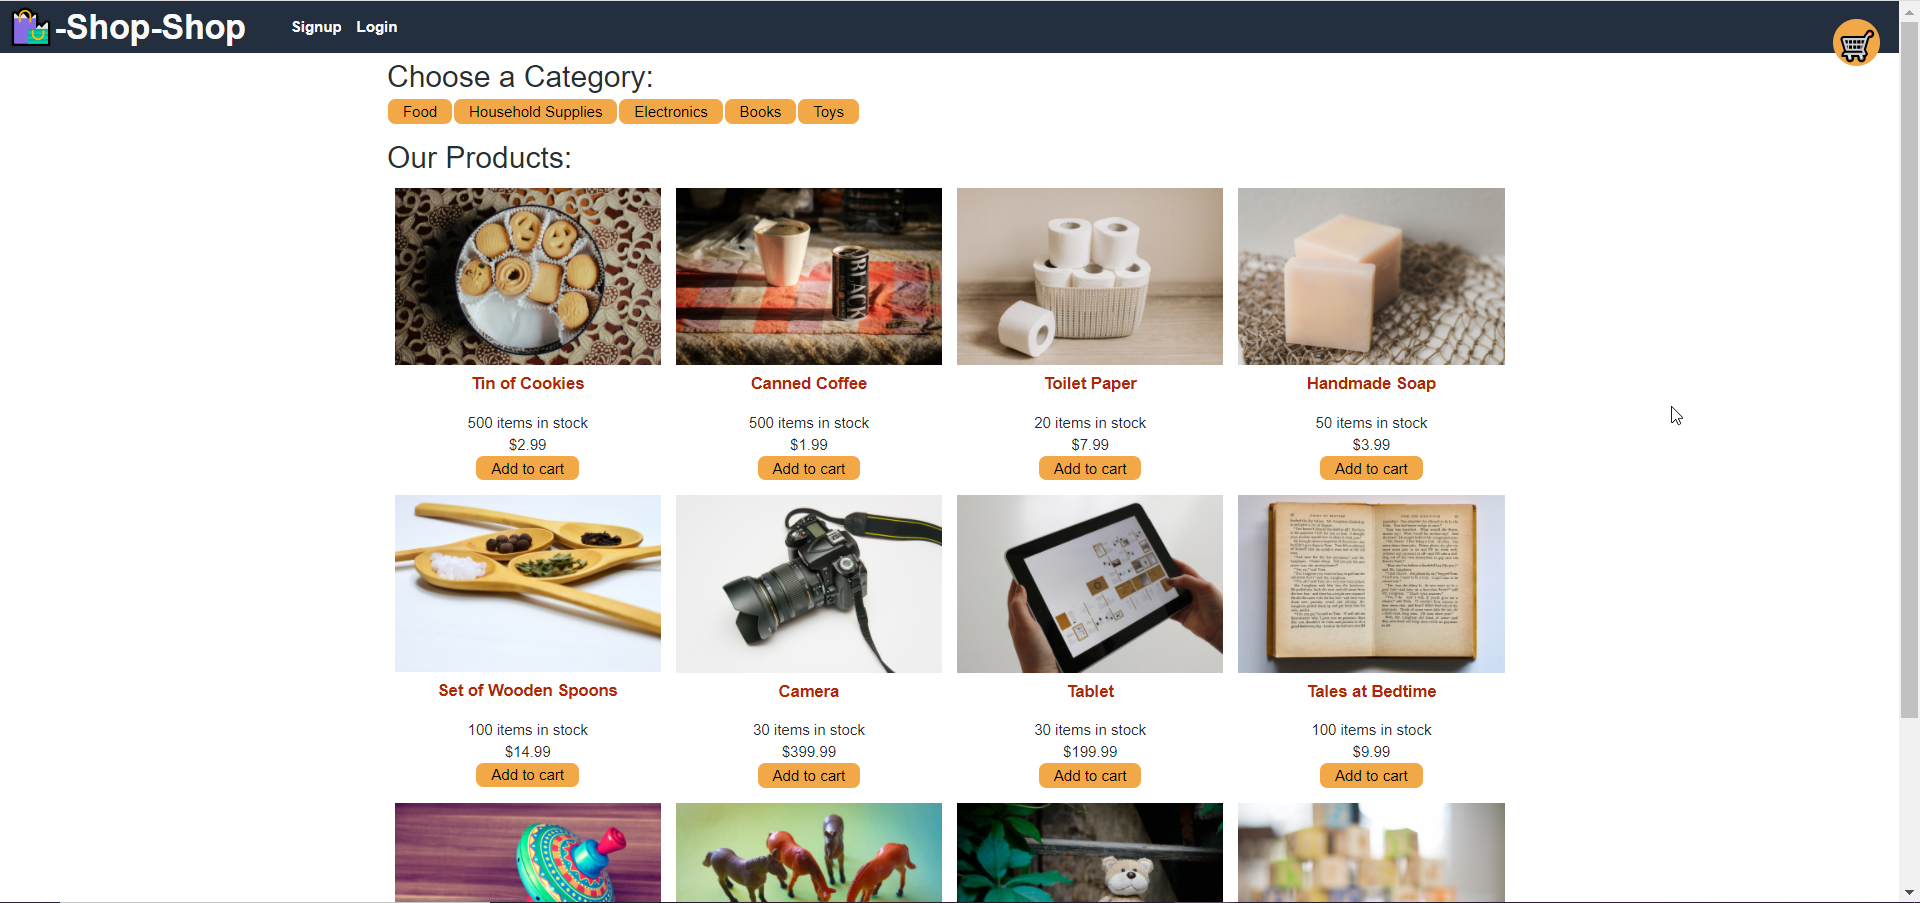 -Shop-Shop Signup Login
Choose a Category:
Food Household Supplies Electronics Books Toys
Our Products:
BLACK
Tin of Cookies Canned Coffee Toilet Paper Handmade Soap
500 items in stock 500 items in stock 20 items in stock 50 items in stock
$2.99 $1.99 $7.99 $3.99
Add to cart Add to cart Add to cart Add to cart
Set of Wooden Spoons Camera Tablet Tales at Bedtime
100 items in stock 30 items in stock 30 items in stock 100 items in stock
$14.99 $399.99 $199.99 $9.99
Add to cart Add to cart Add to cart Add to cart